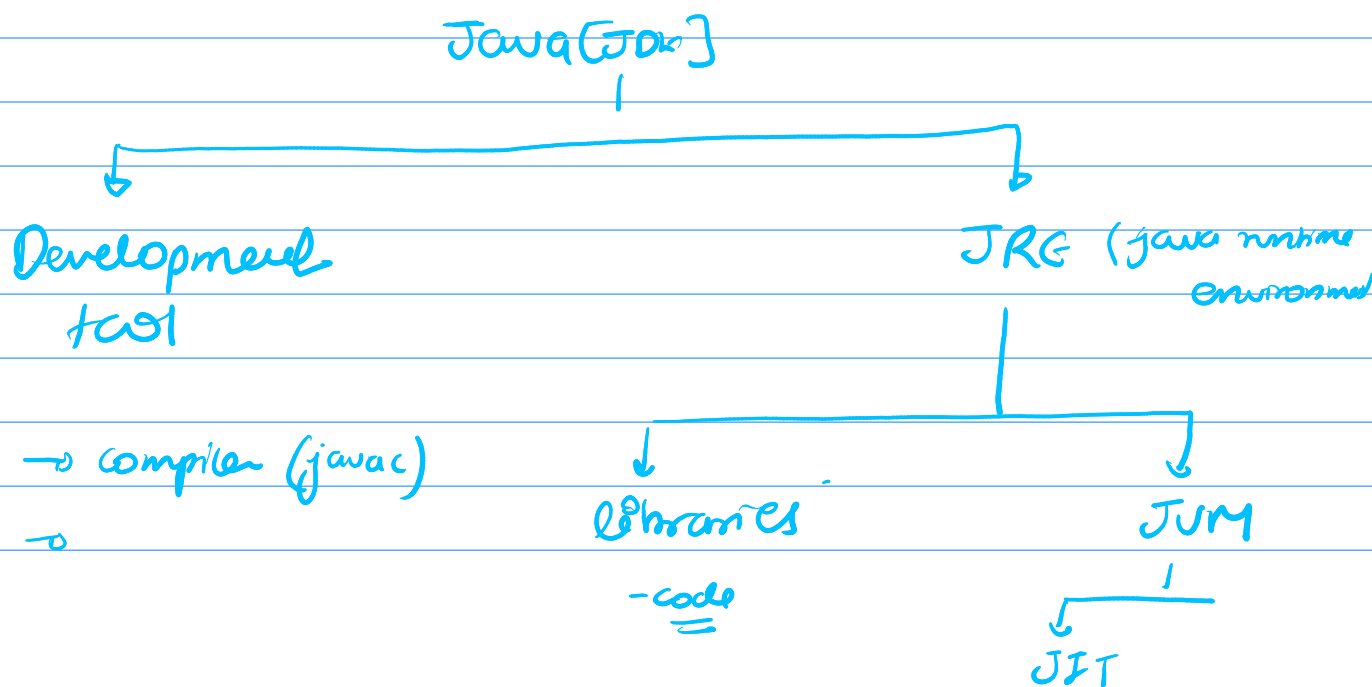 Java [JDK]
Development
tool
JRE (java runtime
environment
→ compiler (javac)
→
libraries
JVM
- code
JIT